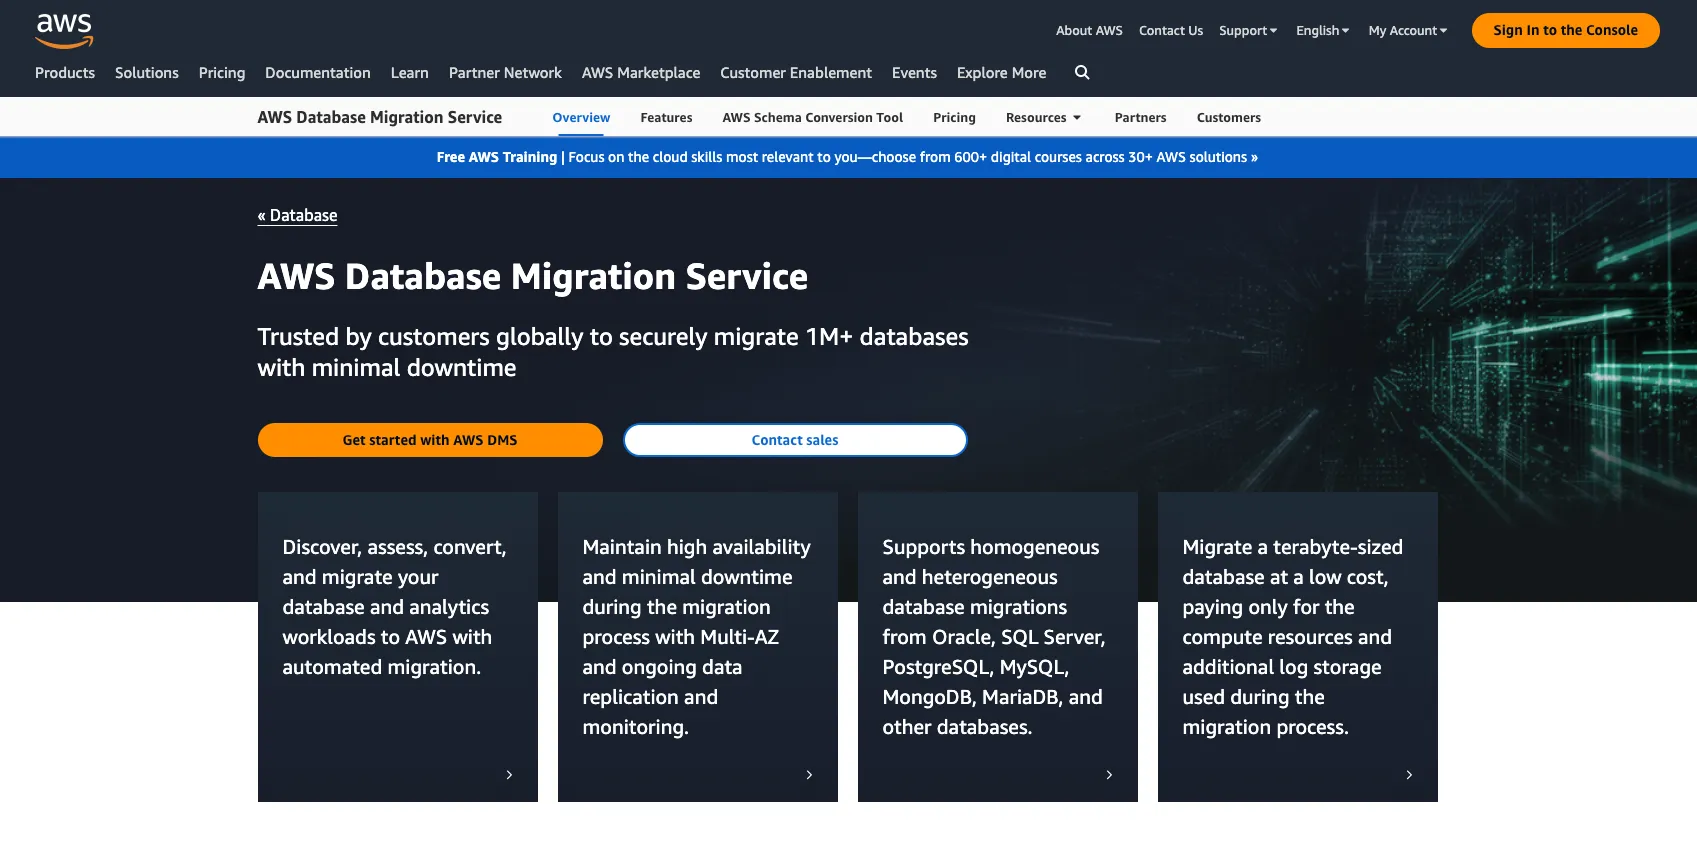 aws
About AWS Contact Us Support English My Account Sign In to the Console
Products Solutions Pricing Documentation Learn Partner Network AWS Marketplace Customer Enablement Events Explore More
AWS Database Migration Service Overview Features AWS Schema Conversion Tool Pricing Resources Partners Customers
Free AWS Training | Focus on the cloud skills most relevant to you—choose from 600+ digital courses across 30+ AWS solutions »
« Database
AWS Database Migration Service
Trusted by customers globally to securely migrate 1M+ databases
with minimal downtime
Get started with AWS DMS
Contact sales
Discover, assess, convert,
and migrate your
database and analytics
workloads to AWS with
automated migration.
Maintain high availability
and minimal downtime
during the migration
process with Multi-AZ
and ongoing data
replication and
monitoring.
Supports homogeneous
and heterogeneous
database migrations
from Oracle, SQL Server,
PostgreSQL, MySQL,
MongoDB, MariaDB, and
other databases.
Migrate a terabyte-sized
database at a low cost,
paying only for the
compute resources and
additional log storage
used during the
migration process.